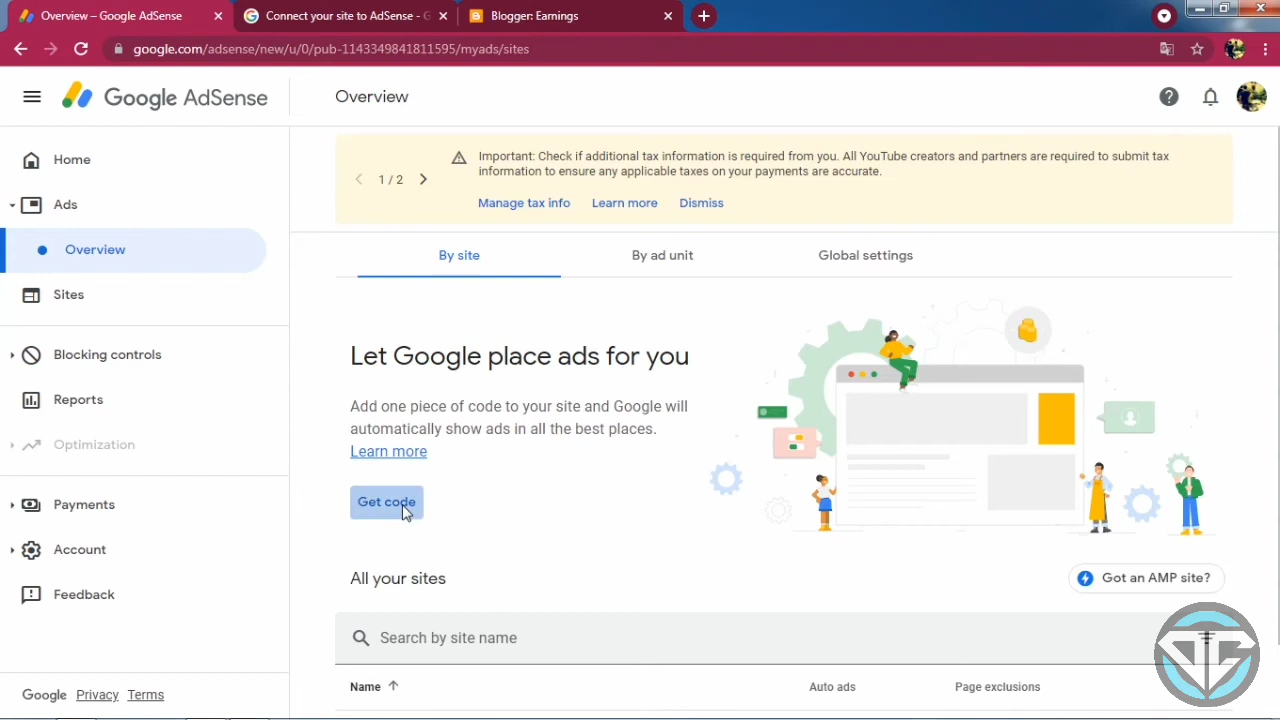 Overview – Google AdSense
Connect your site to AdSense - G
Blogger: Earnings
google.com/adsense/new/u/0/pub-1143349841811595/myads/sites
Google AdSense
Overview
Home
Ads
Overview
Sites
Blocking controls
Reports
Optimization
Payments
Account
Feedback
Google Privacy Terms
1 / 2
Important: Check if additional tax information is required from you. All YouTube creators and partners are required to submit tax
information to ensure any applicable taxes on your payments are accurate.
Manage tax info Learn more Dismiss
By site By ad unit Global settings
Let Google place ads for you
Add one piece of code to your site and Google will
automatically show ads in all the best places.
Learn more
Get code
All your sites
Got an AMP site?
Search by site name
Name Auto ads Page exclusions